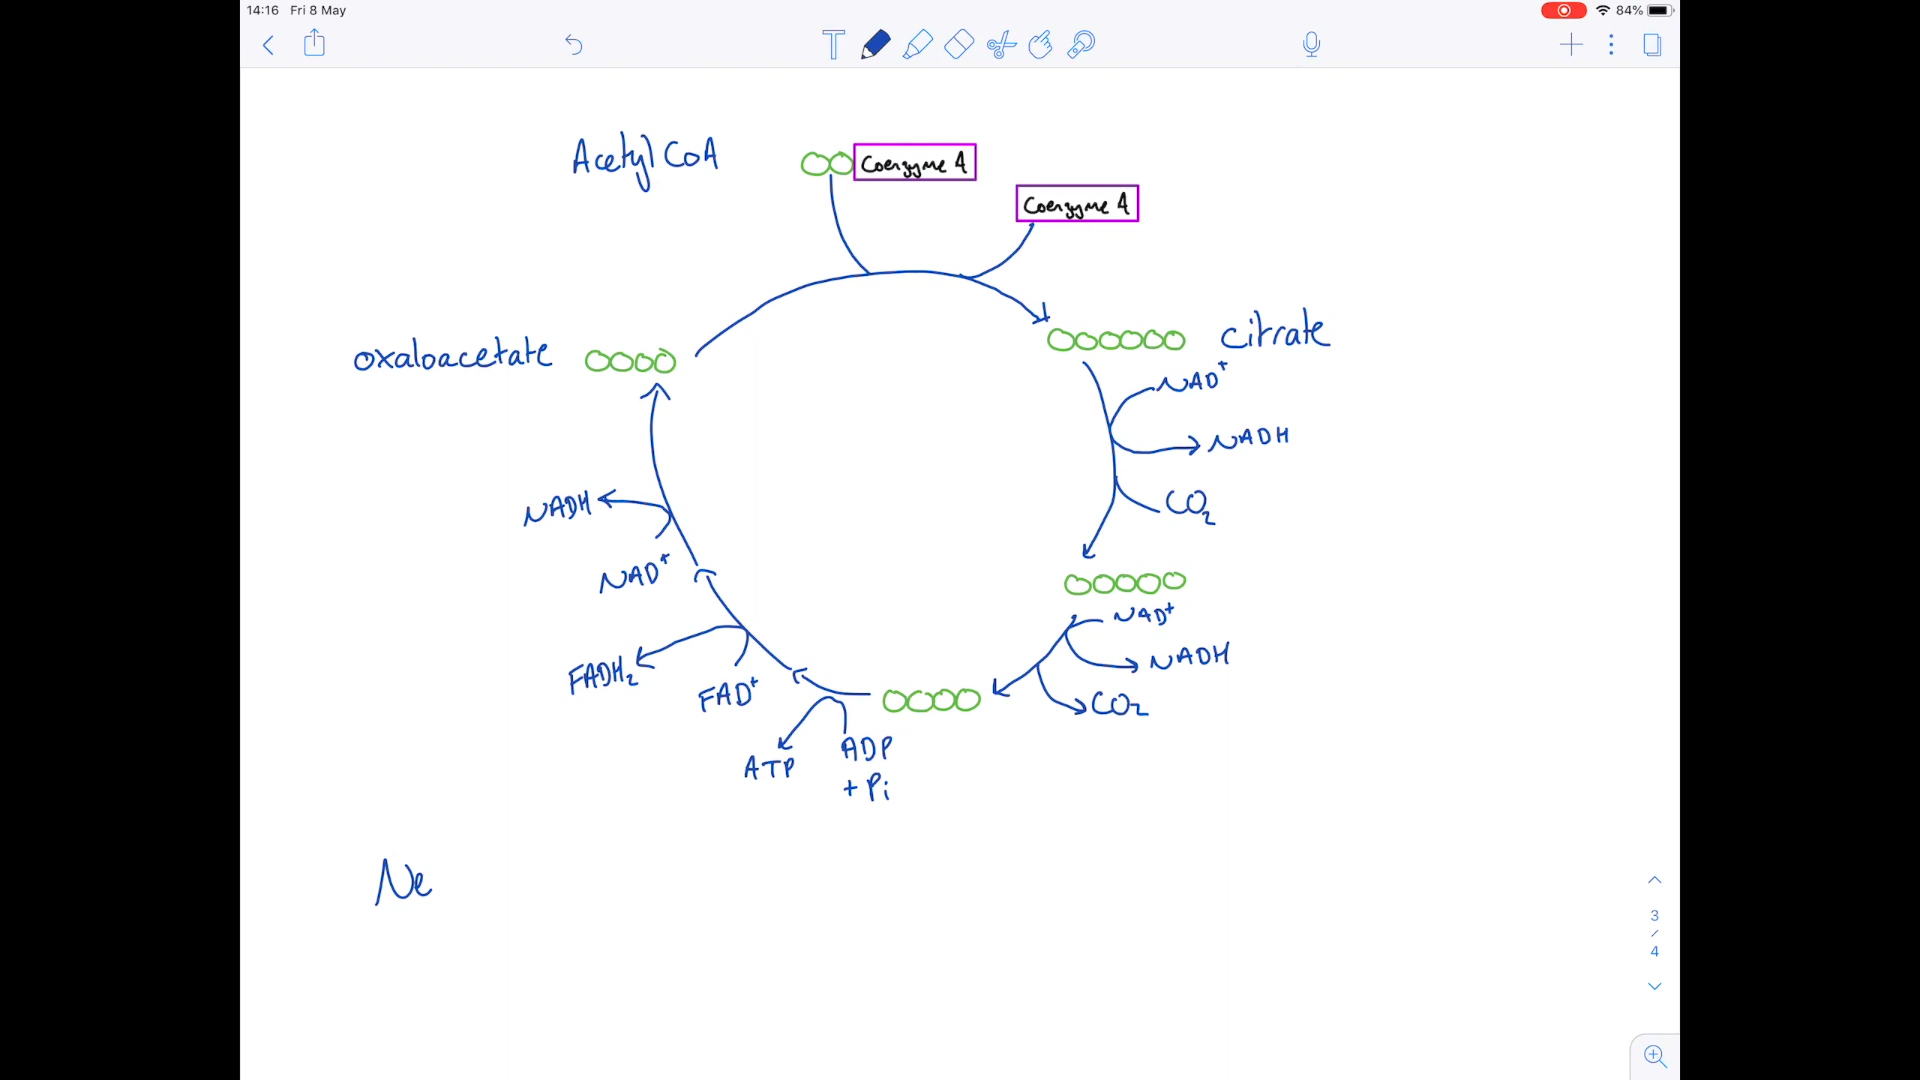 14:16 Fri 8 May
84%
T
Acetyl CoA
Coenzyme A
Coenzyme A
oxaloacetate
citrate
NAD+
NADH
CO2
NADH
NAD+
NAD+
NADH
CO2
FADH2
FAD+
ATP
ADP
+ Pi
Ne
3
/
4